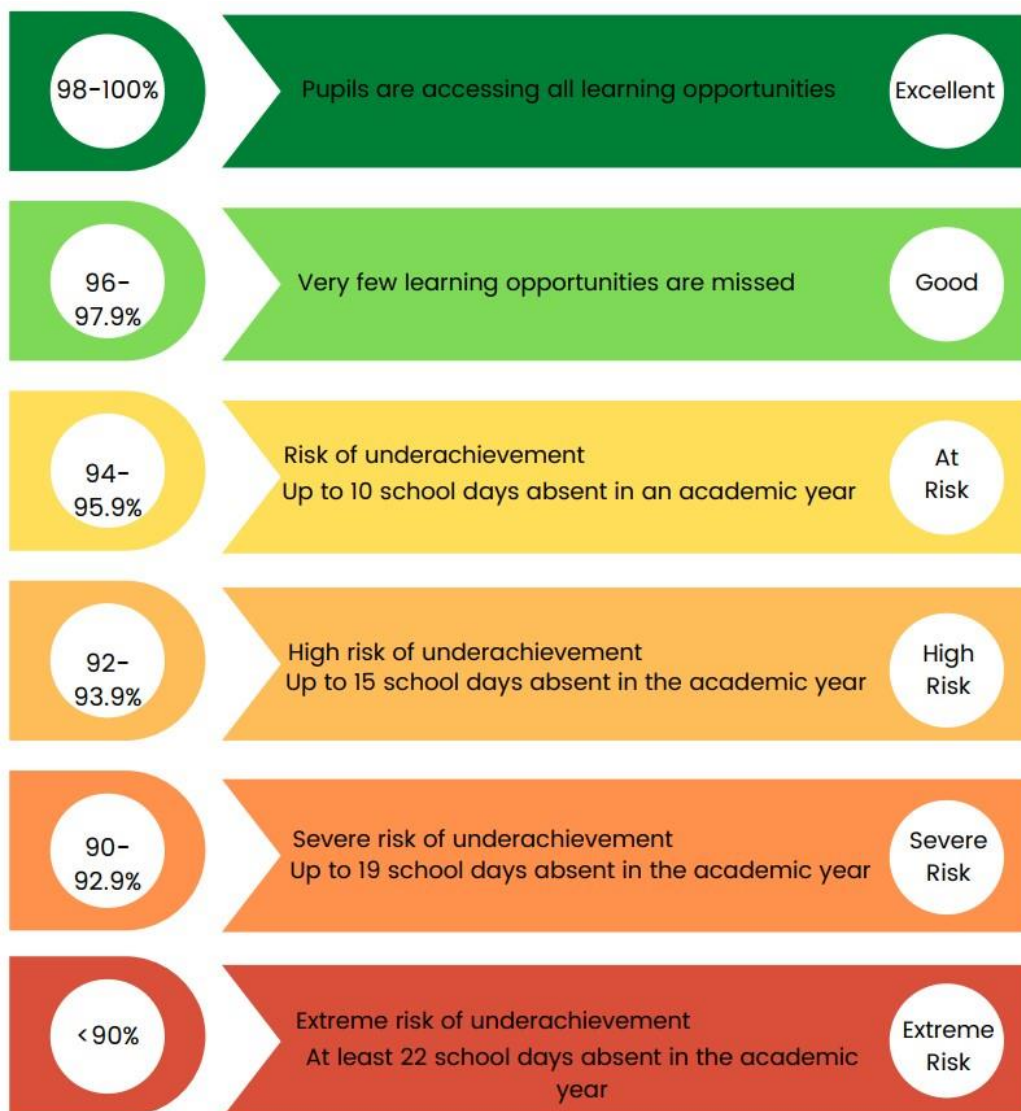 98-100%
Pupils are accessing all learning opportunities
Excellent
96-
97.9%
Very few learning opportunities are missed
Good
94-
95.9%
Risk of underachievement
Up to 10 school days absent in an academic year
At
Risk
92-
93.9%
High risk of underachievement
Up to 15 school days absent in the academic year
High
Risk
90-
92.9%
Severe risk of underachievement
Up to 19 school days absent in the academic year
Severe
Risk
<90%
Extreme risk of underachievement
At least 22 school days absent in the academic
year
Extreme
Risk